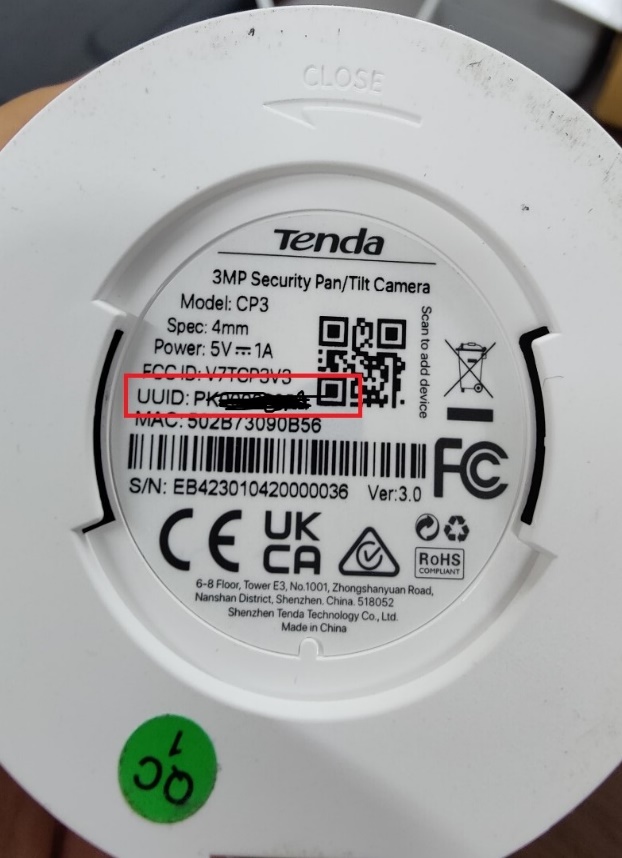 CLOSE
Tenda
3MP Security Pan/Tilt Camera
Model: CP3
Spec: 4mm
Power: 5V⎓1A
Scan to add device
FCC ID: V7TCP3V3
UUID: PK
MAC: 502B73090B56
S/N: EB423010420000036 Ver:3.0
FC
CE
UK
CA
RoHS
COMPLIANT
6-8 Floor, Tower E3, No.1001, Zhongshanyuan Road,
Nanshan District, Shenzhen. China. 518052
Shenzhen Tenda Technology Co., Ltd.
Made in China
QC
1